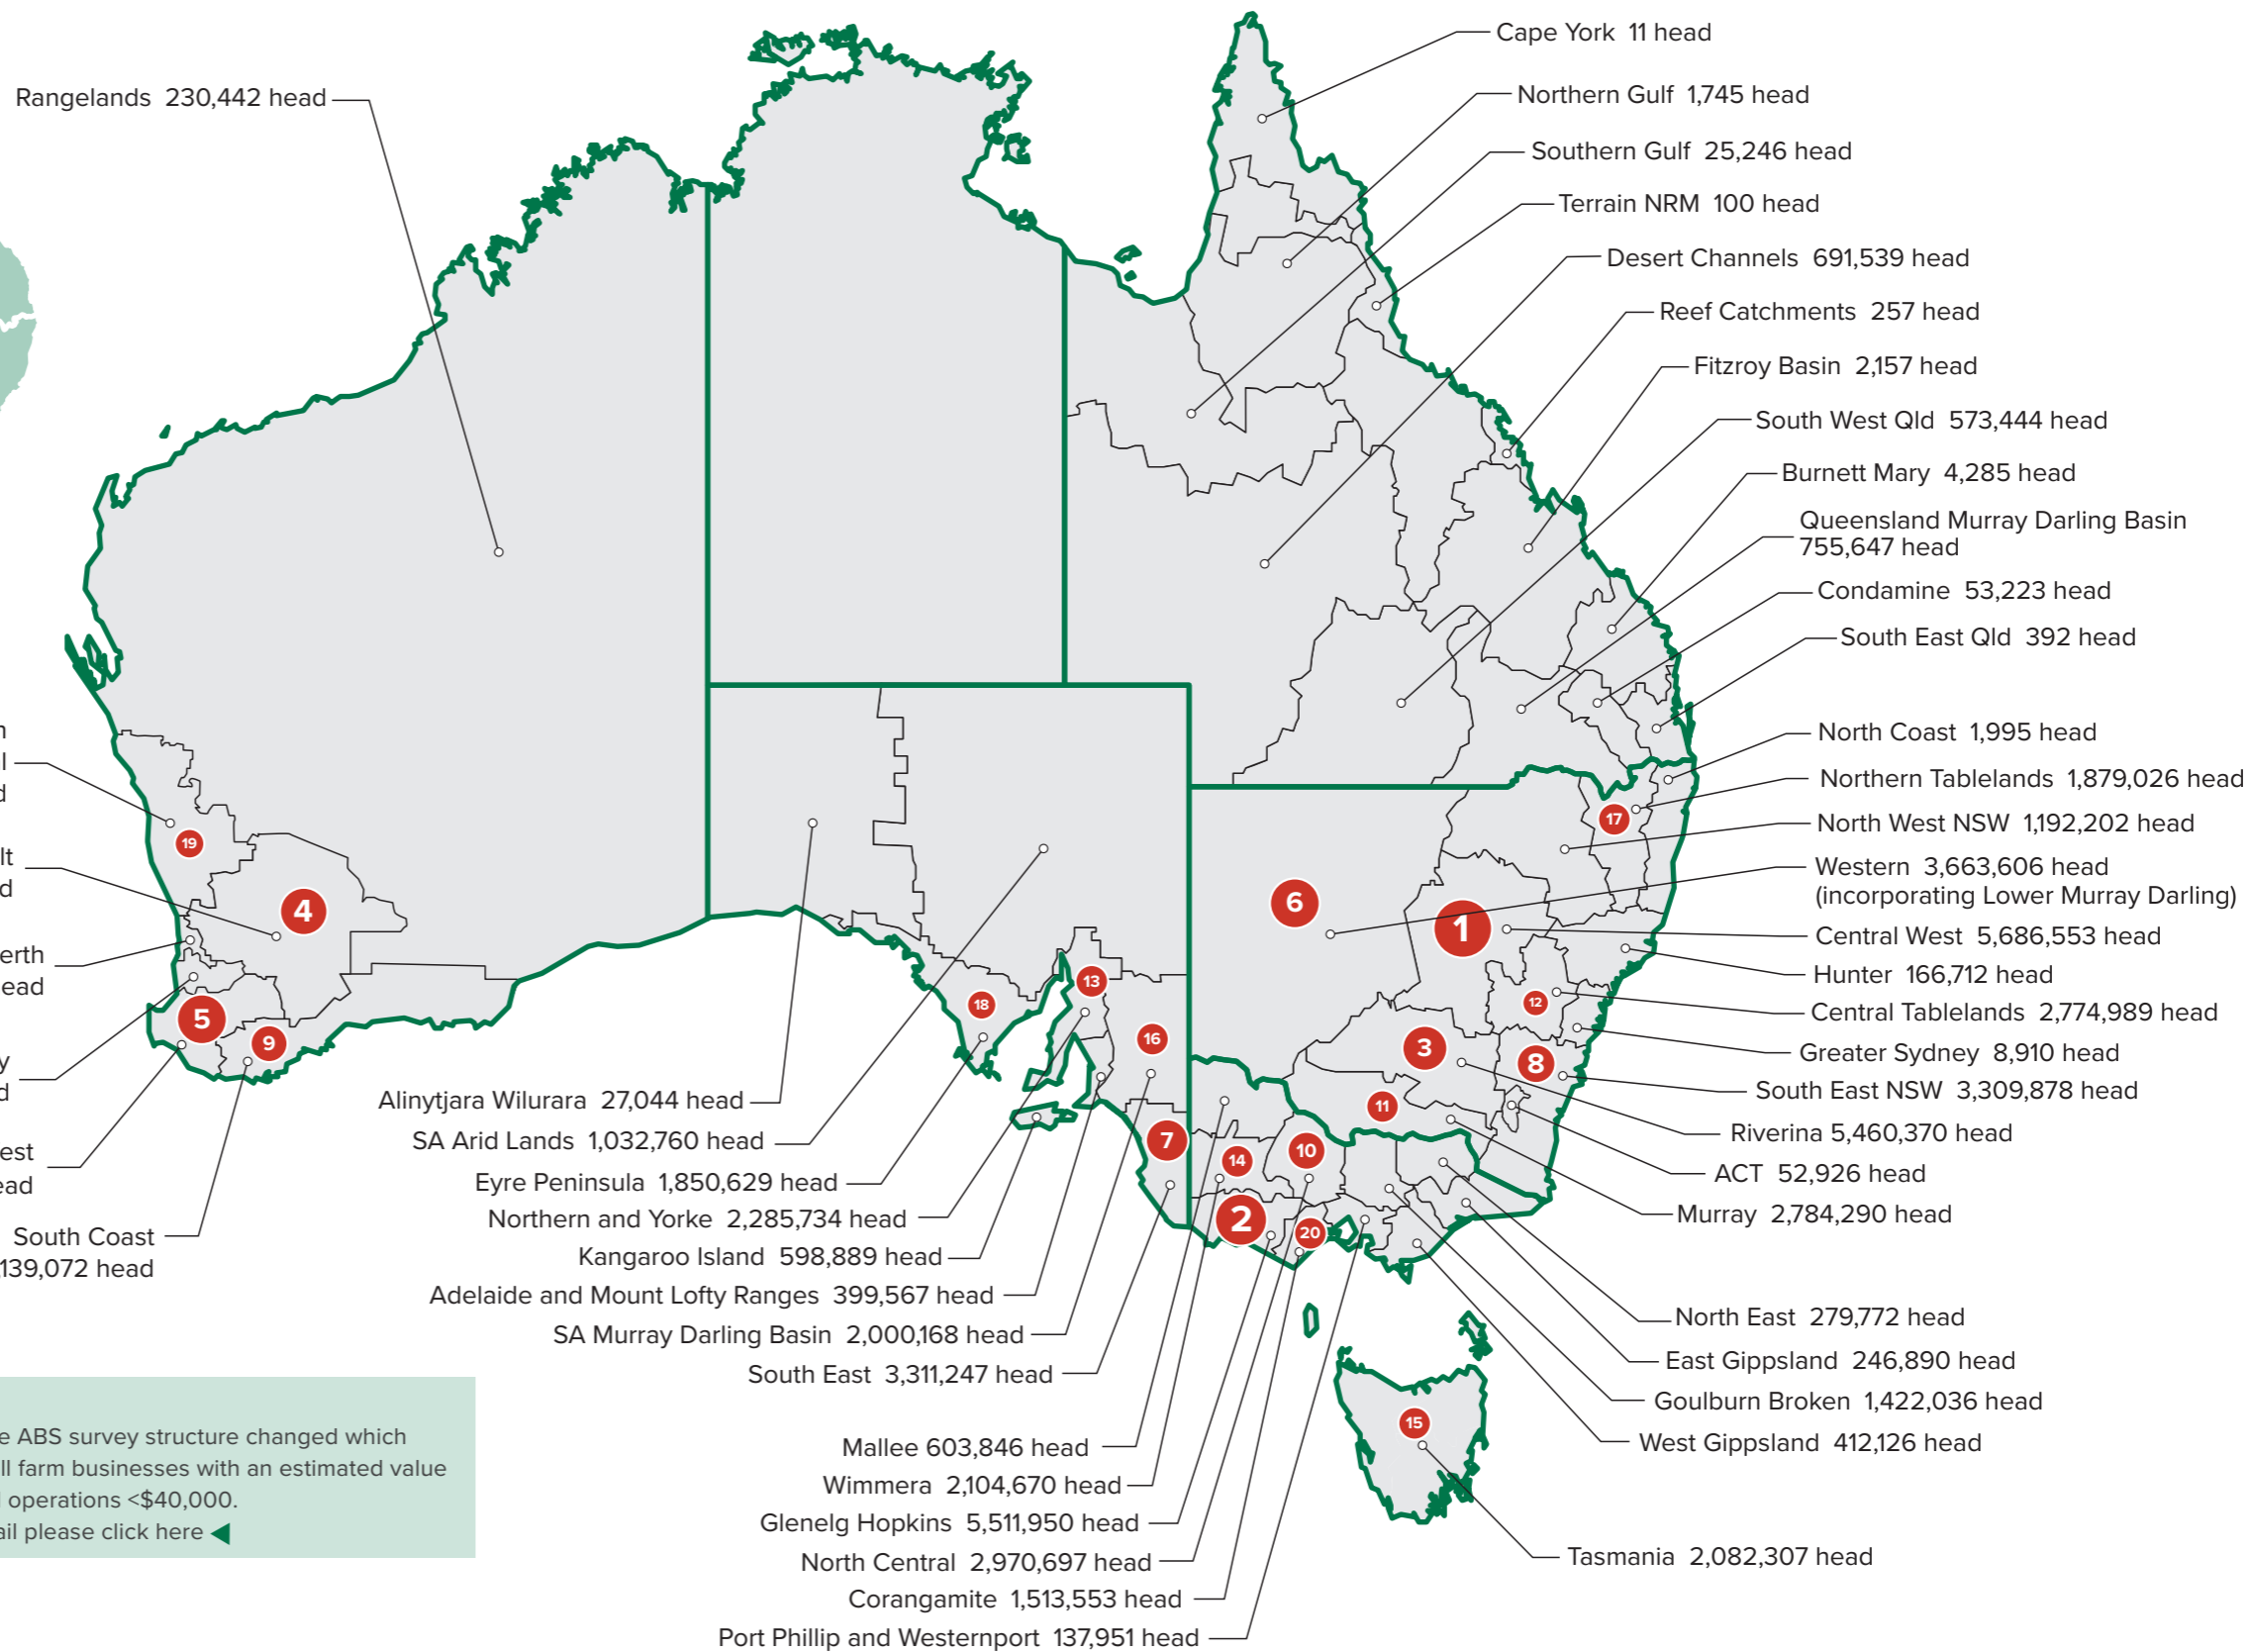 Cape York 11 head
Rangelands 230,442 head
Northern Gulf 1,745 head
Southern Gulf 25,246 head
Terrain NRM 100 head
Desert Channels 691,539 head
Reef Catchments 257 head
Fitzroy Basin 2,157 head
South West Qld 573,444 head
Burnett Mary 4,285 head
Queensland Murray Darling Basin
755,647 head
Condamine 53,223 head
South East Qld 392 head
North Coast 1,995 head
Northern Tablelands 1,879,026 head
North West NSW 1,192,202 head
Western 3,663,606 head
(incorporating Lower Murray Darling)
Central West 5,686,553 head
Hunter 166,712 head
Central Tablelands 2,774,989 head
Greater Sydney 8,910 head
South East NSW 3,309,878 head
Riverina 5,460,370 head
ACT 52,926 head
Murray 2,784,290 head
North East 279,772 head
East Gippsland 246,890 head
Goulburn Broken 1,422,036 head
West Gippsland 412,126 head
Tasmania 2,082,307 head
17
19
4
6
1
5
9
18
13
16
12
3
8
11
7
14
10
2
20
15
lt
erth
ead
y
est
ead
South Coast
,139,072 head
Alinytjara Wilurara 27,044 head
SA Arid Lands 1,032,760 head
Eyre Peninsula 1,850,629 head
Northern and Yorke 2,285,734 head
Kangaroo Island 598,889 head
Adelaide and Mount Lofty Ranges 399,567 head
SA Murray Darling Basin 2,000,168 head
South East 3,311,247 head
Mallee 603,846 head
Wimmera 2,104,670 head
Glenelg Hopkins 5,511,950 head
North Central 2,970,697 head
Corangamite 1,513,553 head
Port Phillip and Westernport 137,951 head
e ABS survey structure changed which
ll farm businesses with an estimated value
operations <$40,000.
ail please click here